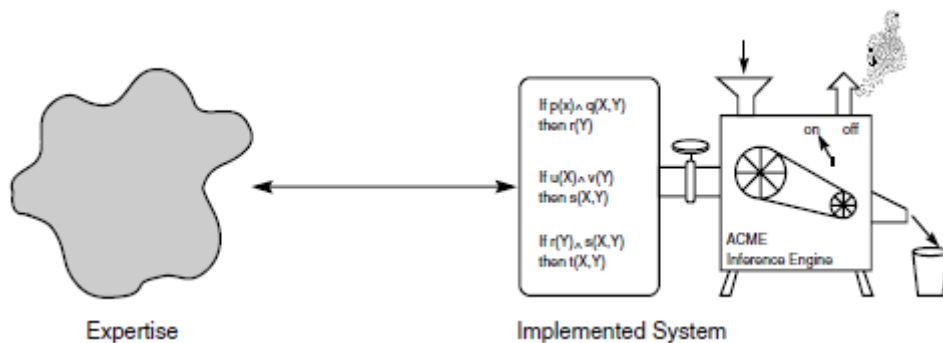 If p(x)∧ q(X,Y)
then r(Y)
If u(X)∧ v(Y)
then s(X,Y)
If r(Y)∧ s(X,Y)
then t(X,Y)
on off
ACME
Inference Engine
Expertise
Implemented System